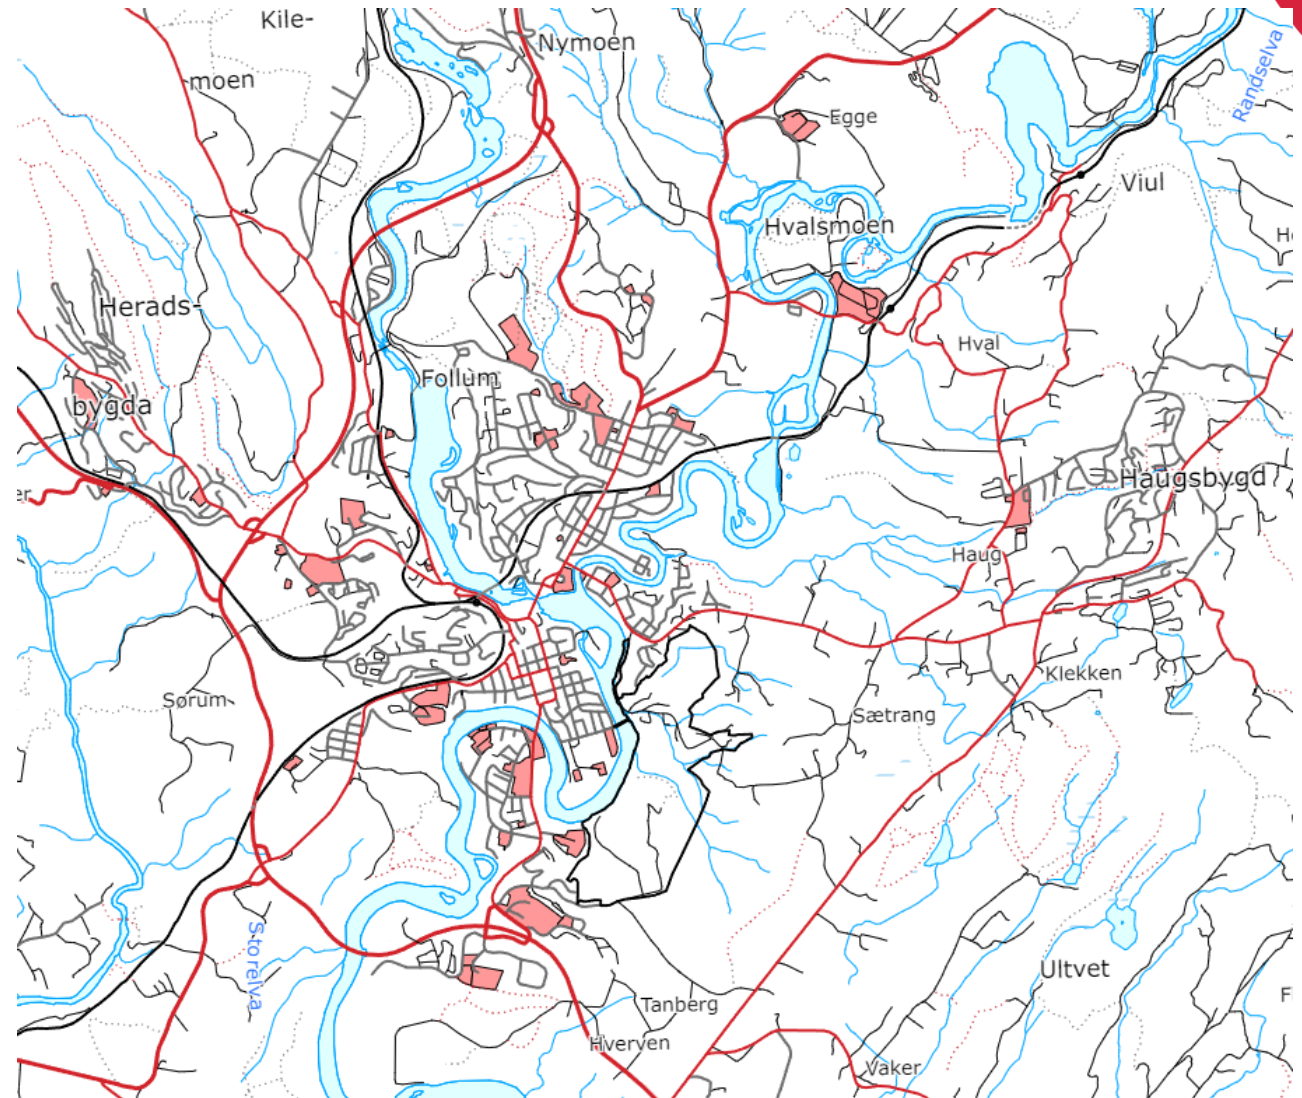 Kile-
Nymoen
moen
Randselva
Egge
Viul
Hvalsmoen
Herads-
Hval
Follum
bygda
Haugsbygd
er
Haug
Klekken
Sørum
Sætrang
Storelva
Ultvet
Tanberg
Hverven
Vaker